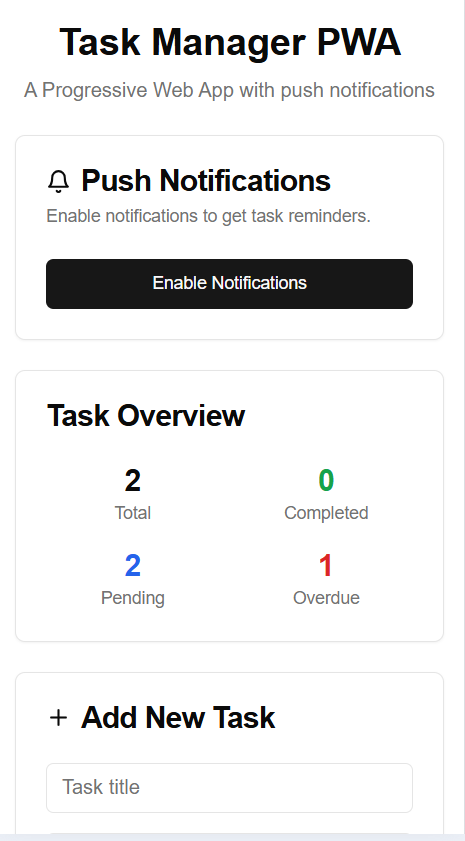 Task Manager PWA
A Progressive Web App with push notifications
Push Notifications
Enable notifications to get task reminders.
Enable Notifications
Task Overview
2
0
Total
Completed
2
1
Pending
Overdue
Add New Task
Task title